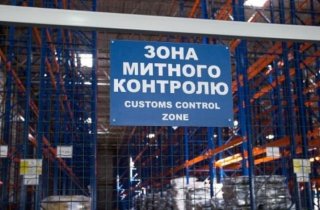 ЗОНА
МИТНОГО
КОНТРОЛЮ
CUSTOMS CONTROL
ZONE